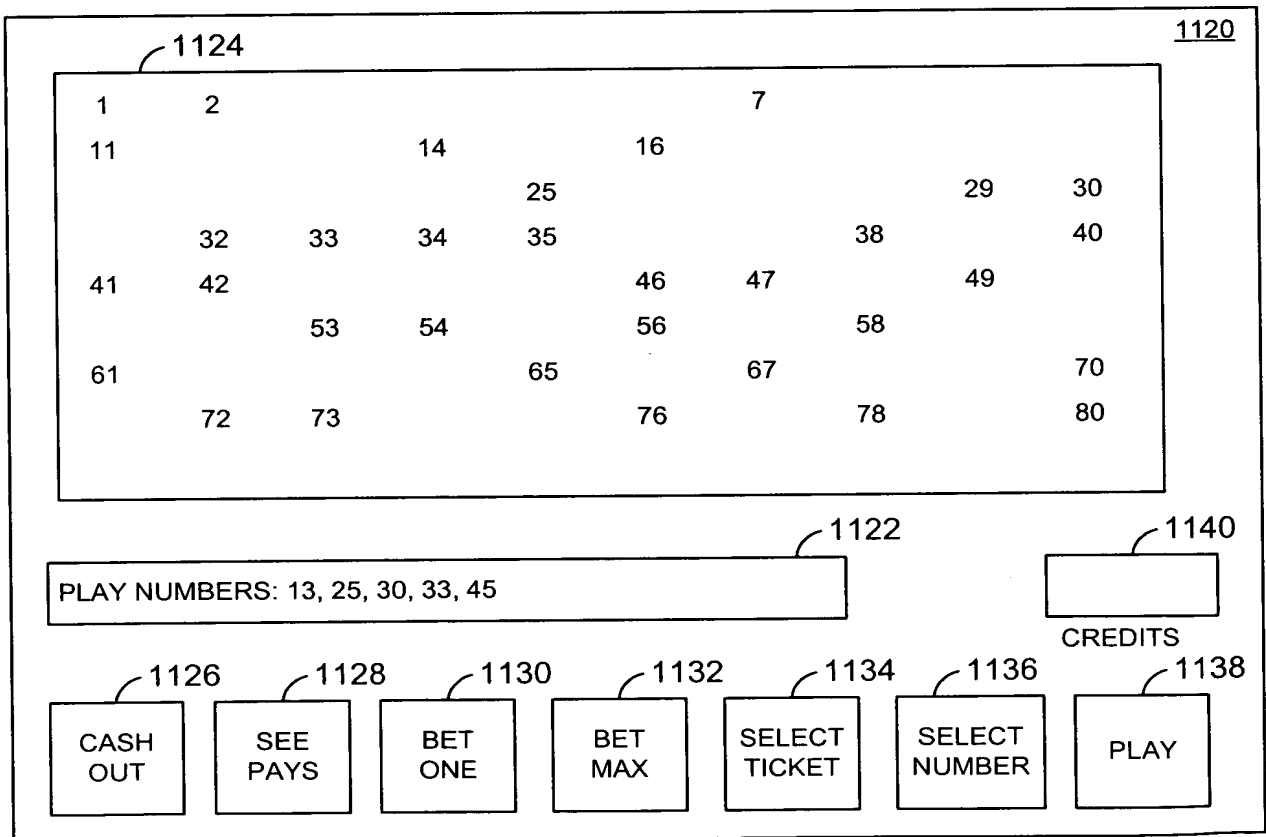 1120
1124
1 2 7
11 14 16
25 29 30
32 33 34 35 38 40
41 42 46 47 49
53 54 56 58
61 65 67 70
72 73 76 78 80
1122 1140
PLAY NUMBERS: 13, 25, 30, 33, 45
CREDITS
1126 1128 1130 1132 1134 1136 1138
CASH OUT
SEE PAYS
BET ONE
BET MAX
SELECT TICKET
SELECT NUMBER
PLAY